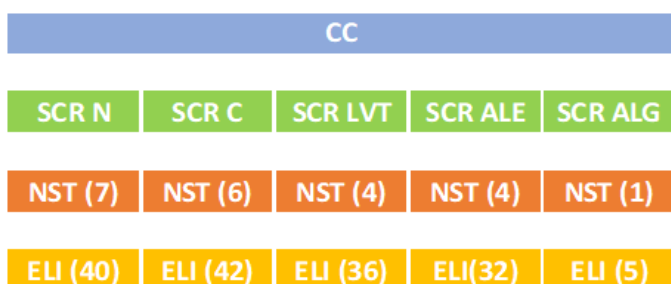 CC
SCR N SCR C SCR LVT SCR ALE SCR ALG
NST (7) NST (6) NST (4) NST (4) NST (1)
ELI (40) ELI (42) ELI (36) ELI(32) ELI (5)